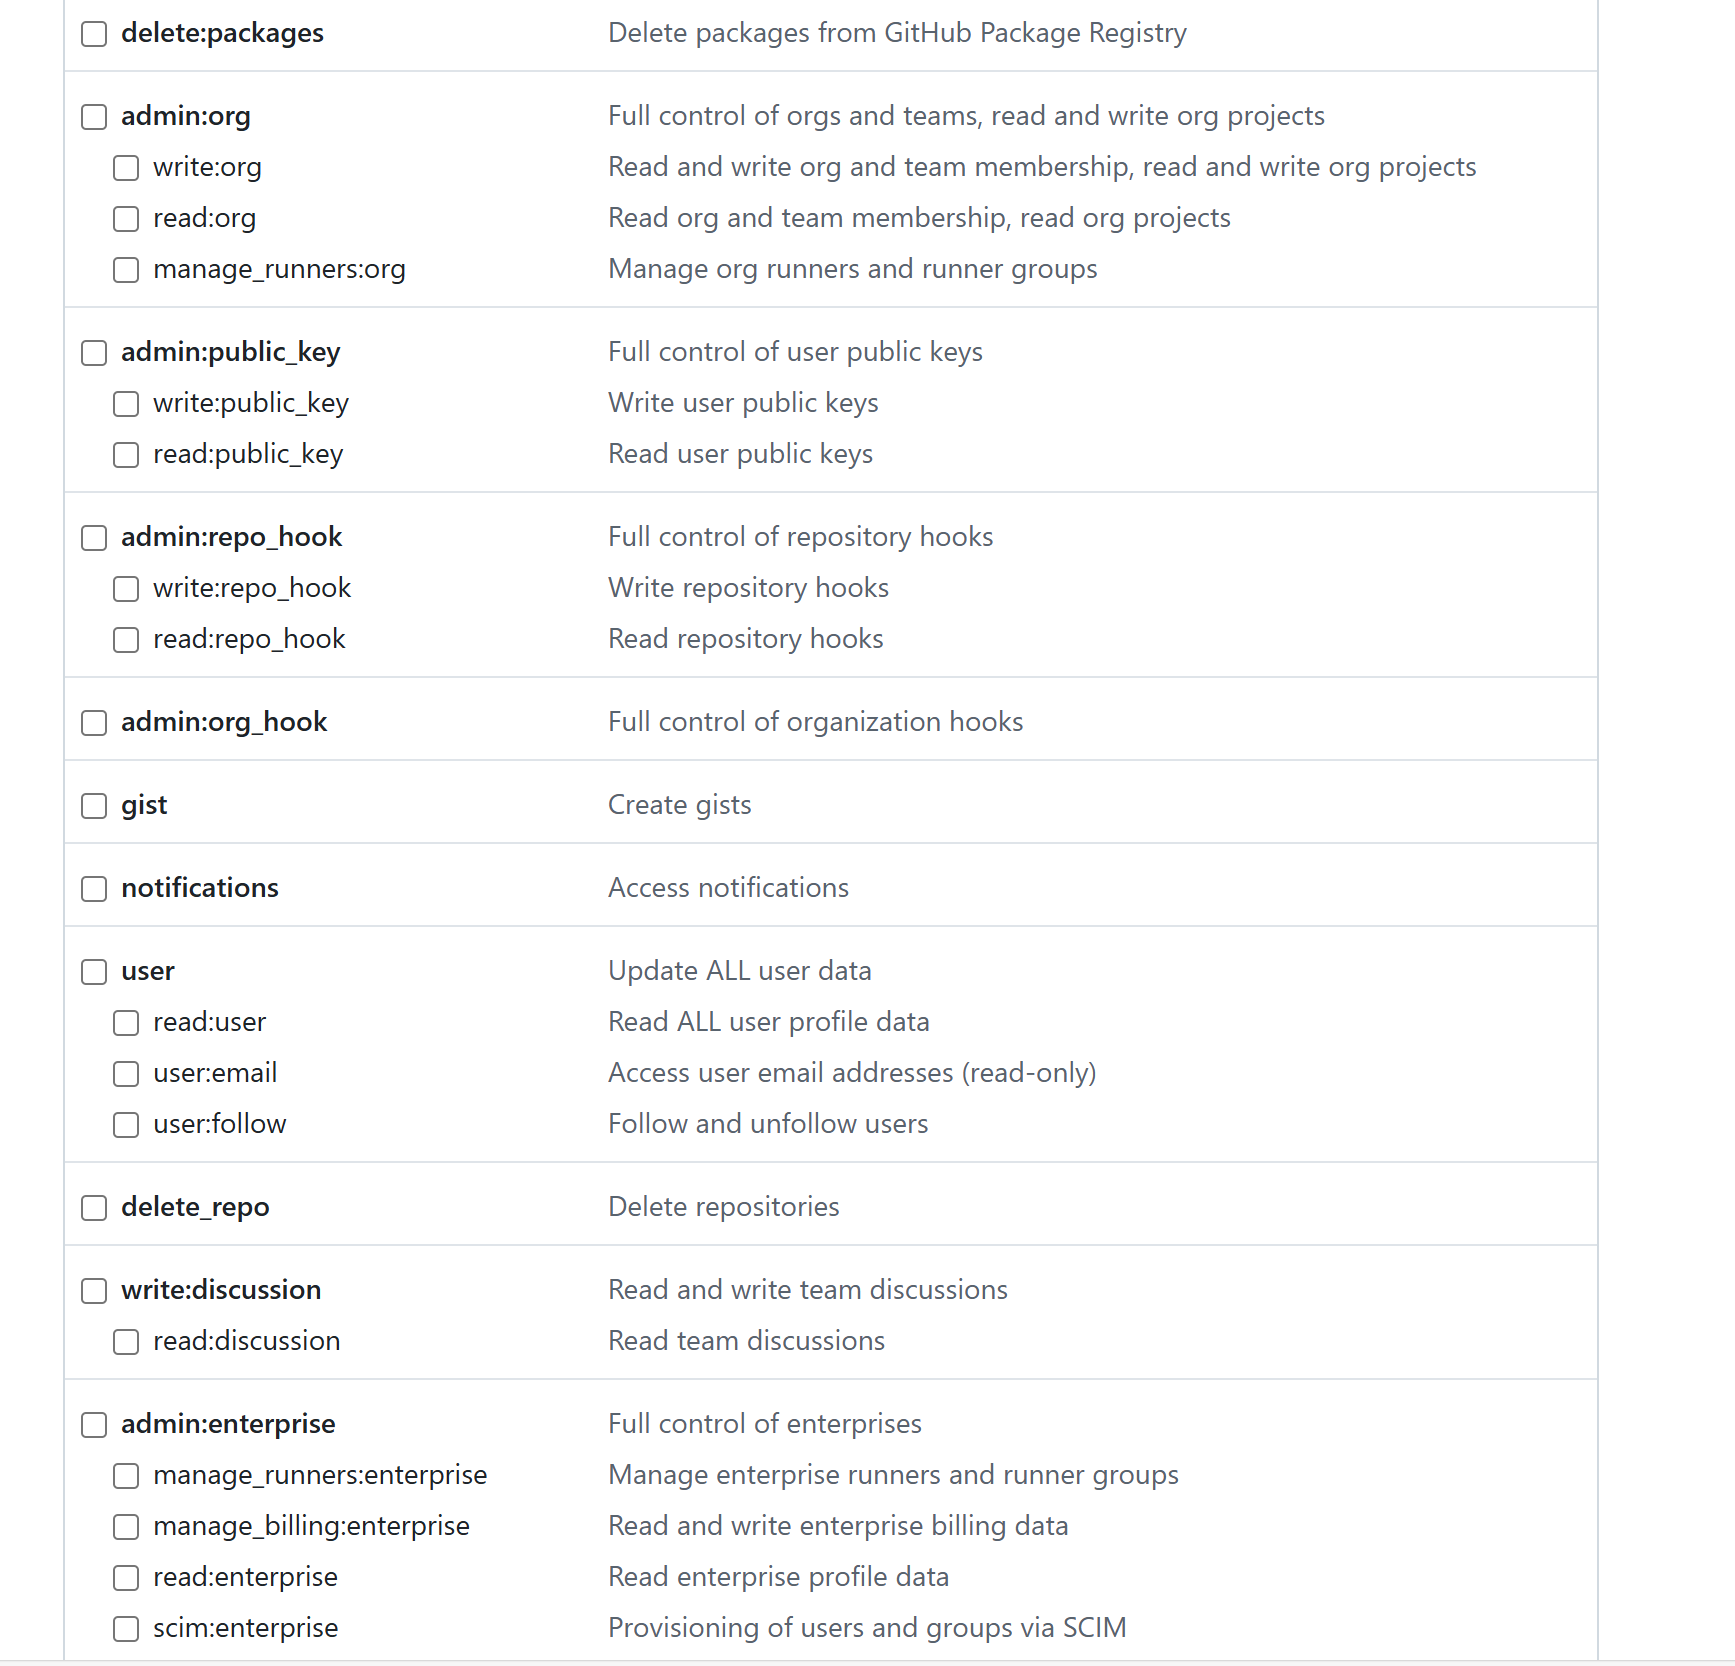 delete:packages Delete packages from GitHub Package Registry
admin:org Full control of orgs and teams, read and write org projects
write:org Read and write org and team membership, read and write org projects
read:org Read org and team membership, read org projects
manage_runners:org Manage org runners and runner groups
admin:public_key Full control of user public keys
write:public_key Write user public keys
read:public_key Read user public keys
admin:repo_hook Full control of repository hooks
write:repo_hook Write repository hooks
read:repo_hook Read repository hooks
admin:org_hook Full control of organization hooks
gist Create gists
notifications Access notifications
user Update ALL user data
read:user Read ALL user profile data
user:email Access user email addresses (read-only)
user:follow Follow and unfollow users
delete_repo Delete repositories
write:discussion Read and write team discussions
read:discussion Read team discussions
admin:enterprise Full control of enterprises
manage_runners:enterprise Manage enterprise runners and runner groups
manage_billing:enterprise Read and write enterprise billing data
read:enterprise Read enterprise profile data
scim:enterprise Provisioning of users and groups via SCIM